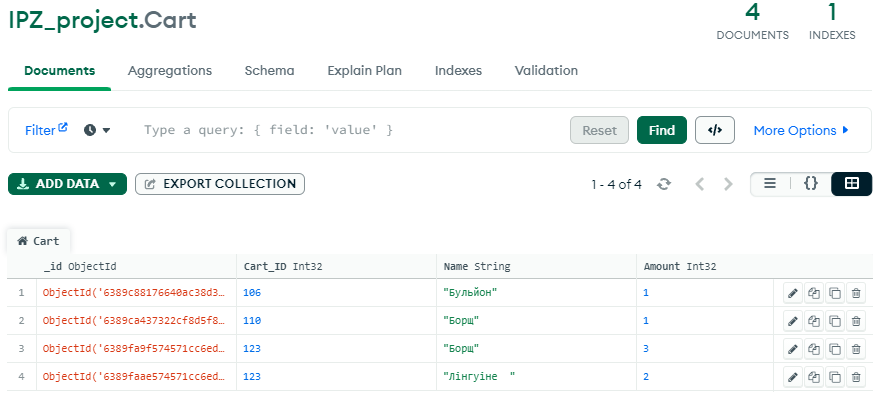 IPZ_project.Cart
4 1
DOCUMENTS INDEXES
Documents Aggregations Schema Explain Plan Indexes Validation
Filter Type a query: { field: 'value' } Reset Find </> More Options
ADD DATA EXPORT COLLECTION 1 - 4 of 4 {}
Cart
_id ObjectId Cart_ID Int32 Name String Amount Int32
1 ObjectId('6389c88176640ac38d3… 106 "Бульйон" 1
2 ObjectId('6389ca437322cf8d5f8… 110 "Борщ" 1
3 ObjectId('6389fa9f574571cc6ed… 123 "Борщ" 3
4 ObjectId('6389faae574571cc6ed… 123 "Лінгуіне  " 2